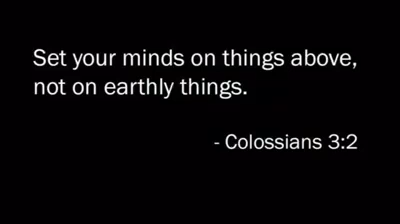 Set your minds on things above,
not on earthly things.
- Colossians 3:2